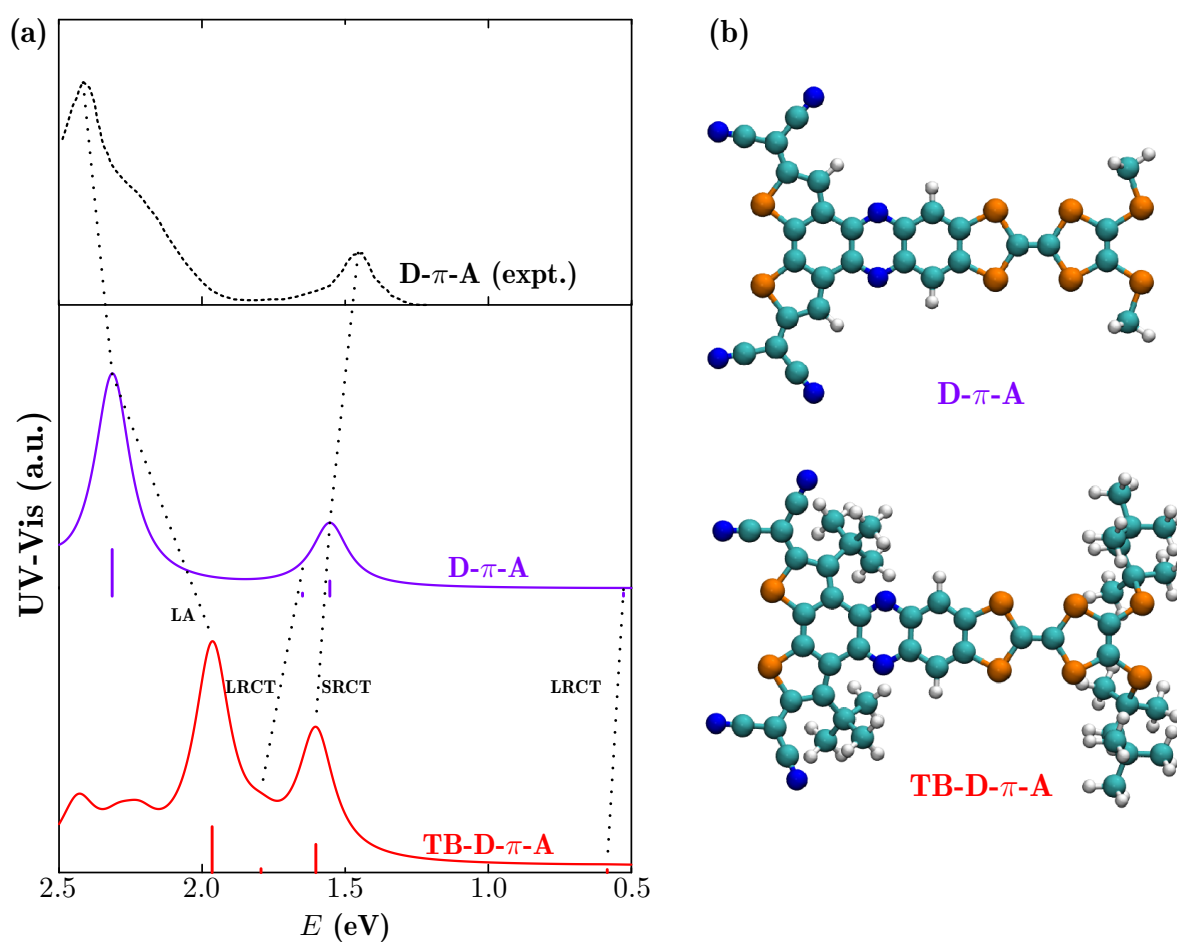 (a)
(b)
UV-Vis (a.u.)
D-π-A (expt.)
D-π-A
LA
LRCT
SRCT
LRCT
TB-D-π-A
2.5 2.0 1.5 1.0 0.5
E (eV)
D-π-A
TB-D-π-A